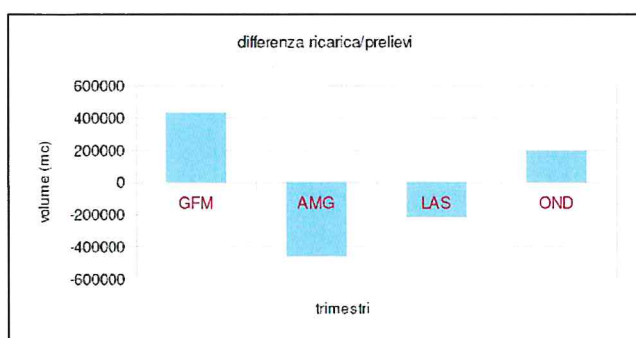 differenza ricarica/prelievi
600000
400000
200000
0
-200000
-400000
-600000
volume (mc)
GFM AMG LAS OND
trimestri